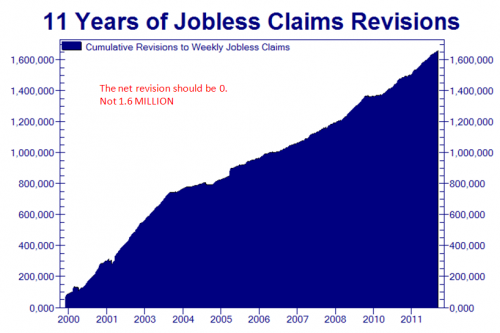 11 Years of Jobless Claims Revisions
Cumulative Revisions to Weekly Jobless Claims
The net revision should be 0.
Not 1.6 MILLION
1,600,000 1,600,000
1,400,000 1,400,000
1,200,000 1,200,000
1,000,000 1,000,000
800,000 800,000
600,000 600,000
400,000 400,000
200,000 200,000
0,000 0,000
2000 2001 2003 2004 2005 2006 2007 2008 2010 2011